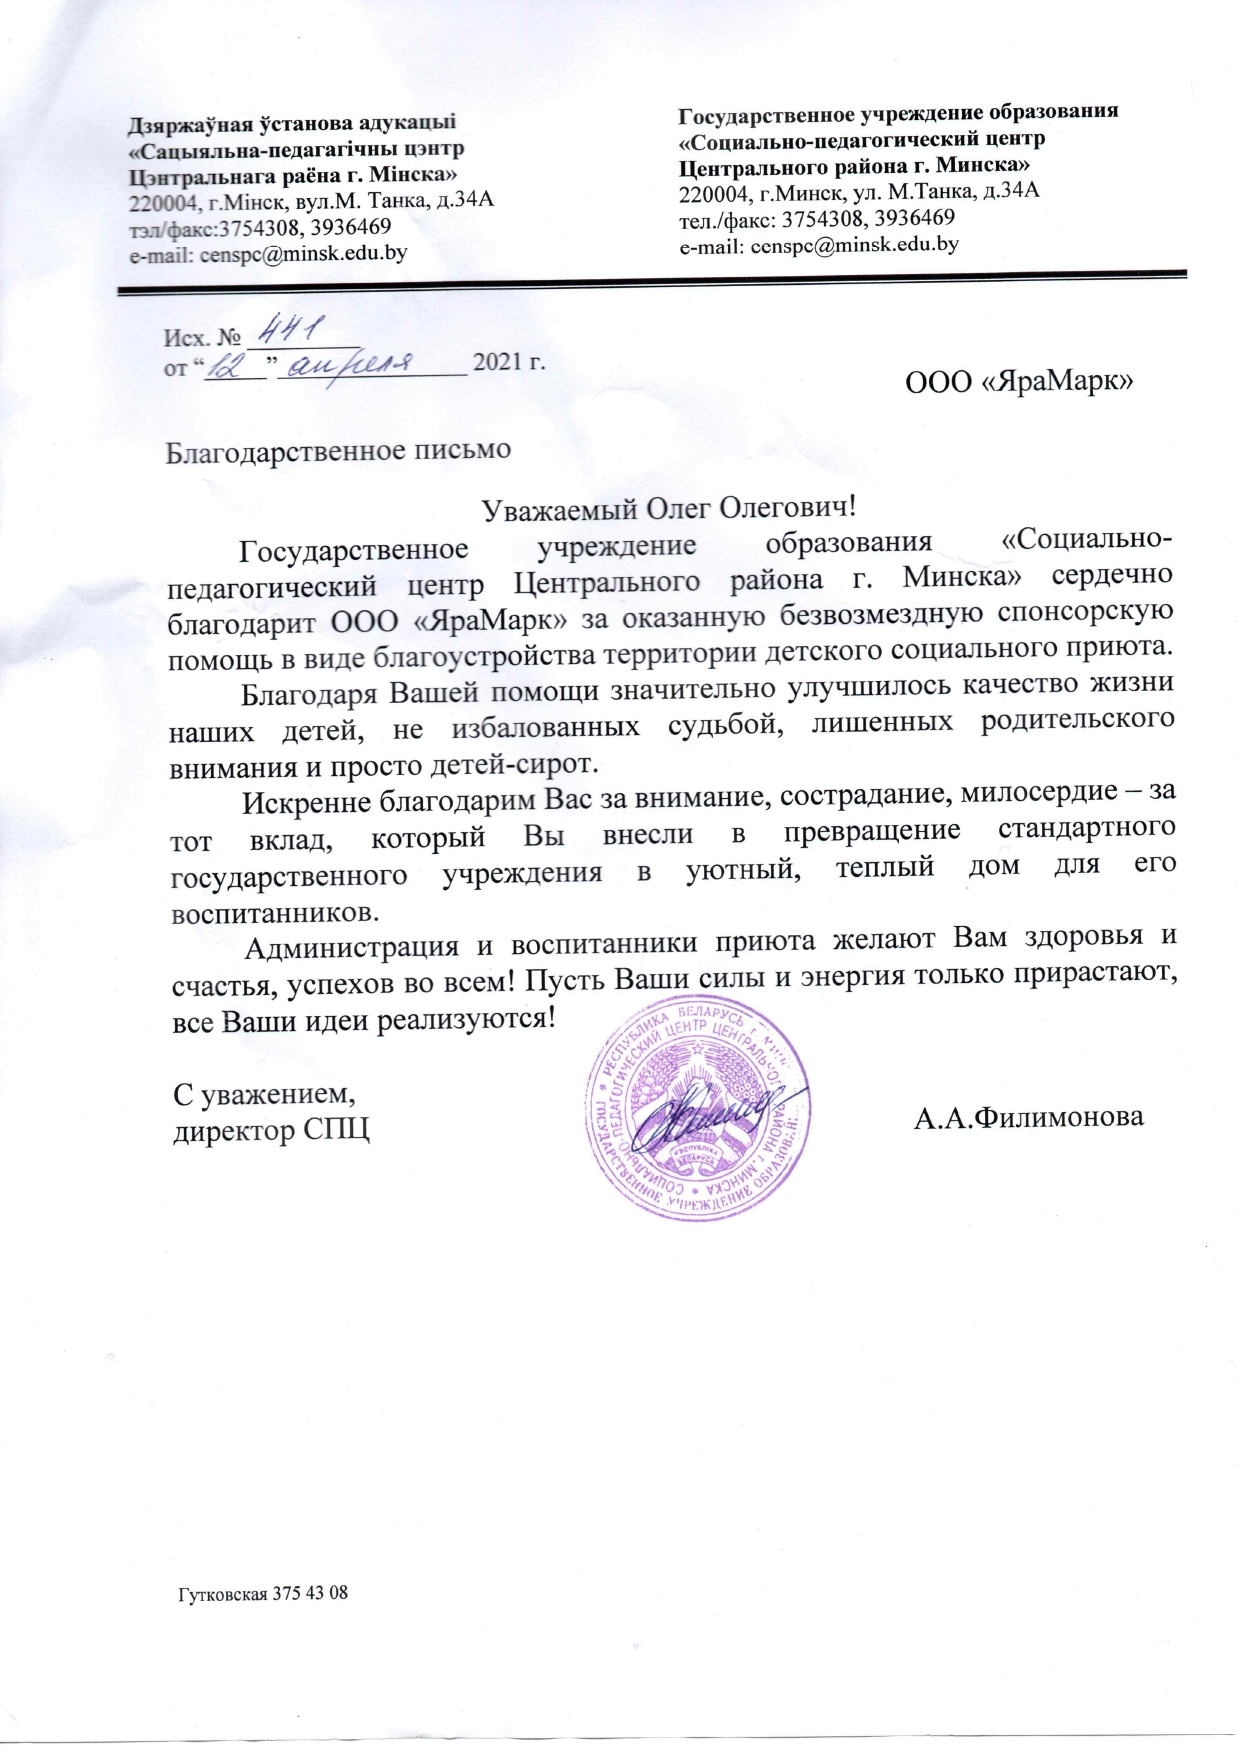 Дзяржаўная ўстанова адукацыі
«Сацыяльна-педагагічны цэнтр
Цэнтральнага раёна г. Мінска»
220004, г.Мінск, вул.М. Танка, д.34А
тэл/факс:3754308, 3936469
e-mail: censpc@minsk.edu.by
Государственное учреждение образования
«Социально-педагогический центр
Центрального района г. Минска»
220004, г.Минск, ул. М.Танка, д.34А
тел./факс: 3754308, 3936469
e-mail: censpc@minsk.edu.by
Исх. № 441
от “12” апреля 2021 г.
ООО «ЯраМарк»
Благодарственное письмо
Уважаемый Олег Олегович!
Государственное учреждение образования «Социально-
педагогический центр Центрального района г. Минска» сердечно
благодарит ООО «ЯраМарк» за оказанную безвозмездную спонсорскую
помощь в виде благоустройства территории детского социального приюта.
Благодаря Вашей помощи значительно улучшилось качество жизни
наших детей, не избалованных судьбой, лишенных родительского
внимания и просто детей-сирот.
Искренне благодарим Вас за внимание, сострадание, милосердие – за
тот вклад, который Вы внесли в превращение стандартного
государственного учреждения в уютный, теплый дом для его
воспитанников.
Администрация и воспитанники приюта желают Вам здоровья и
счастья, успехов во всем! Пусть Ваши силы и энергия только прирастают,
все Ваши идеи реализуются!
С уважением,
директор СПЦ
А.А.Филимонова
РЕСПУБЛИКА БЕЛАРУСЬ г.
ГОСУДАРСТВЕННОЕ УЧРЕЖДЕНИЕ ОБРАЗОВАНИЯ
СОЦИАЛЬНО-ПЕДАГОГИЧЕСКИЙ ЦЕНТР ЦЕНТРАЛЬНОГО РАЙОНА г. МИНСКА
РЭСПУБЛІКА
БЕЛАРУСЬ
Гутковская 375 43 08